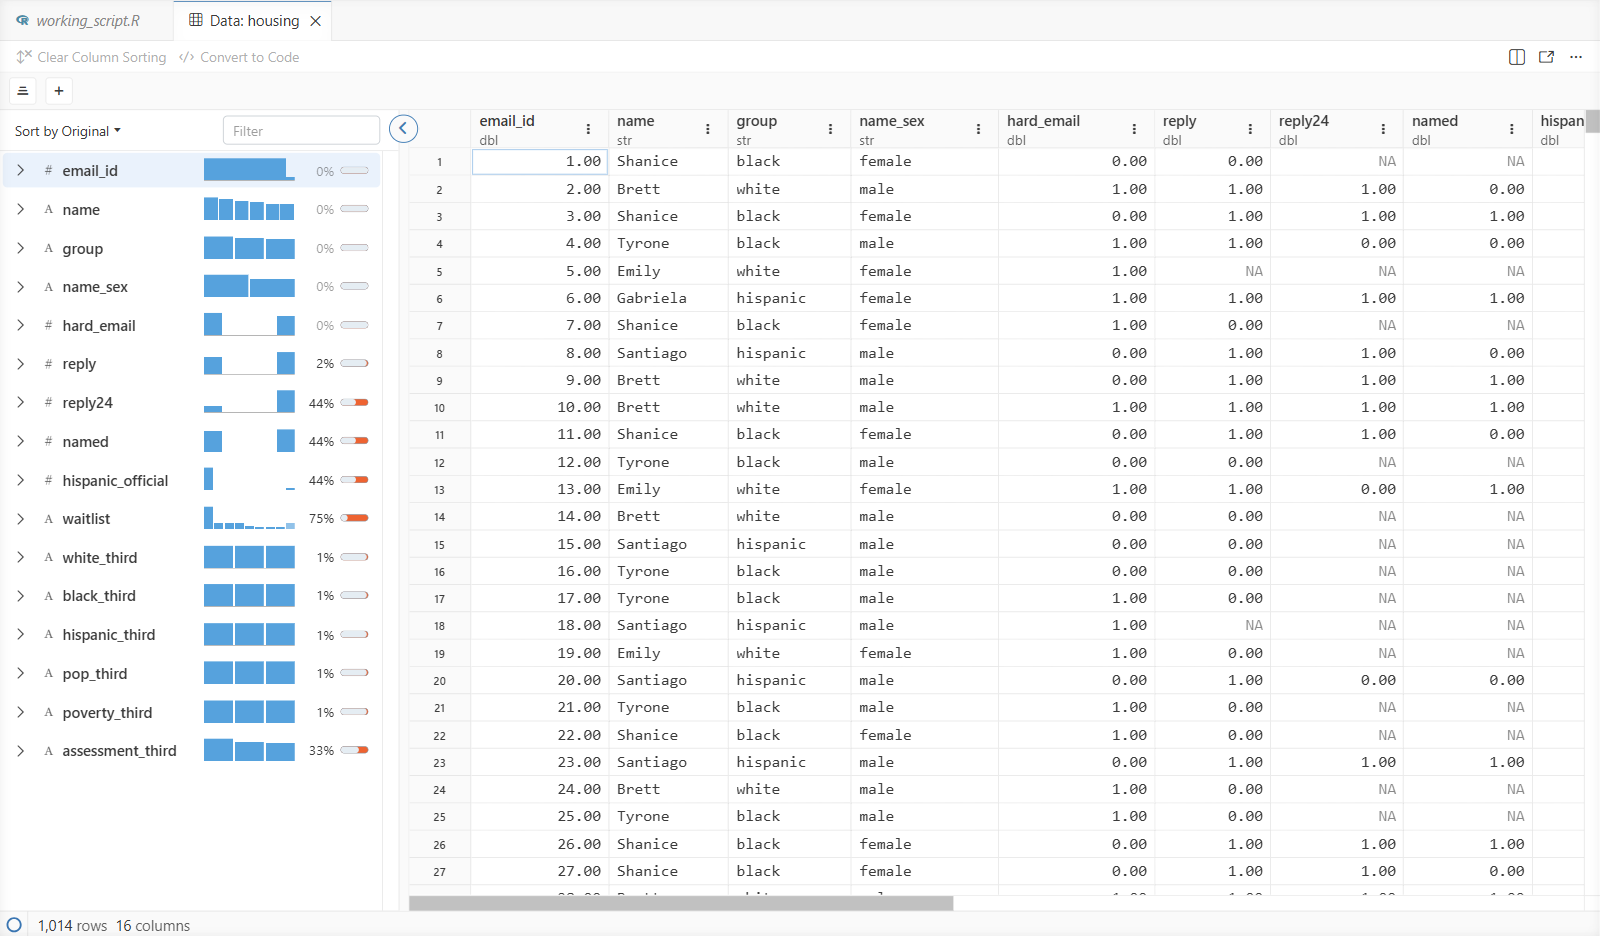 working_script.R Data: housing
Clear Column Sorting </> Convert to Code
Sort by Original Filter
# email_id 0%
A name 0%
A group 0%
A name_sex 0%
# hard_email 0%
# reply 2%
# reply24 44%
# named 44%
# hispanic_official 44%
A waitlist 75%
A white_third 1%
A black_third 1%
A hispanic_third 1%
A pop_third 1%
A poverty_third 1%
A assessment_third 33%
email_id name group name_sex hard_email reply reply24 named hispan
dbl str str str dbl dbl dbl dbl dbl
1 1.00 Shanice black female 0.00 0.00 NA NA
2 2.00 Brett white male 1.00 1.00 1.00 0.00
3 3.00 Shanice black female 0.00 1.00 1.00 1.00
4 4.00 Tyrone black male 1.00 1.00 0.00 0.00
5 5.00 Emily white female 1.00 NA NA NA
6 6.00 Gabriela hispanic female 1.00 1.00 1.00 1.00
7 7.00 Shanice black female 1.00 0.00 NA NA
8 8.00 Santiago hispanic male 0.00 1.00 1.00 0.00
9 9.00 Brett white male 0.00 1.00 1.00 1.00
10 10.00 Brett white male 1.00 1.00 1.00 1.00
11 11.00 Shanice black female 0.00 1.00 1.00 0.00
12 12.00 Tyrone black male 0.00 0.00 NA NA
13 13.00 Emily white female 1.00 1.00 0.00 1.00
14 14.00 Brett white male 0.00 0.00 NA NA
15 15.00 Santiago hispanic male 0.00 0.00 NA NA
16 16.00 Tyrone black male 0.00 0.00 NA NA
17 17.00 Tyrone black male 1.00 0.00 NA NA
18 18.00 Santiago hispanic male 1.00 NA NA NA
19 19.00 Emily white female 1.00 0.00 NA NA
20 20.00 Santiago hispanic male 0.00 1.00 0.00 0.00
21 21.00 Tyrone black male 1.00 0.00 NA NA
22 22.00 Shanice black female 1.00 0.00 NA NA
23 23.00 Santiago hispanic male 0.00 1.00 1.00 1.00
24 24.00 Brett white male 1.00 0.00 NA NA
25 25.00 Tyrone black male 1.00 0.00 NA NA
26 26.00 Shanice black female 0.00 1.00 1.00 1.00
27 27.00 Shanice black female 0.00 1.00 1.00 0.00
1,014 rows 16 columns